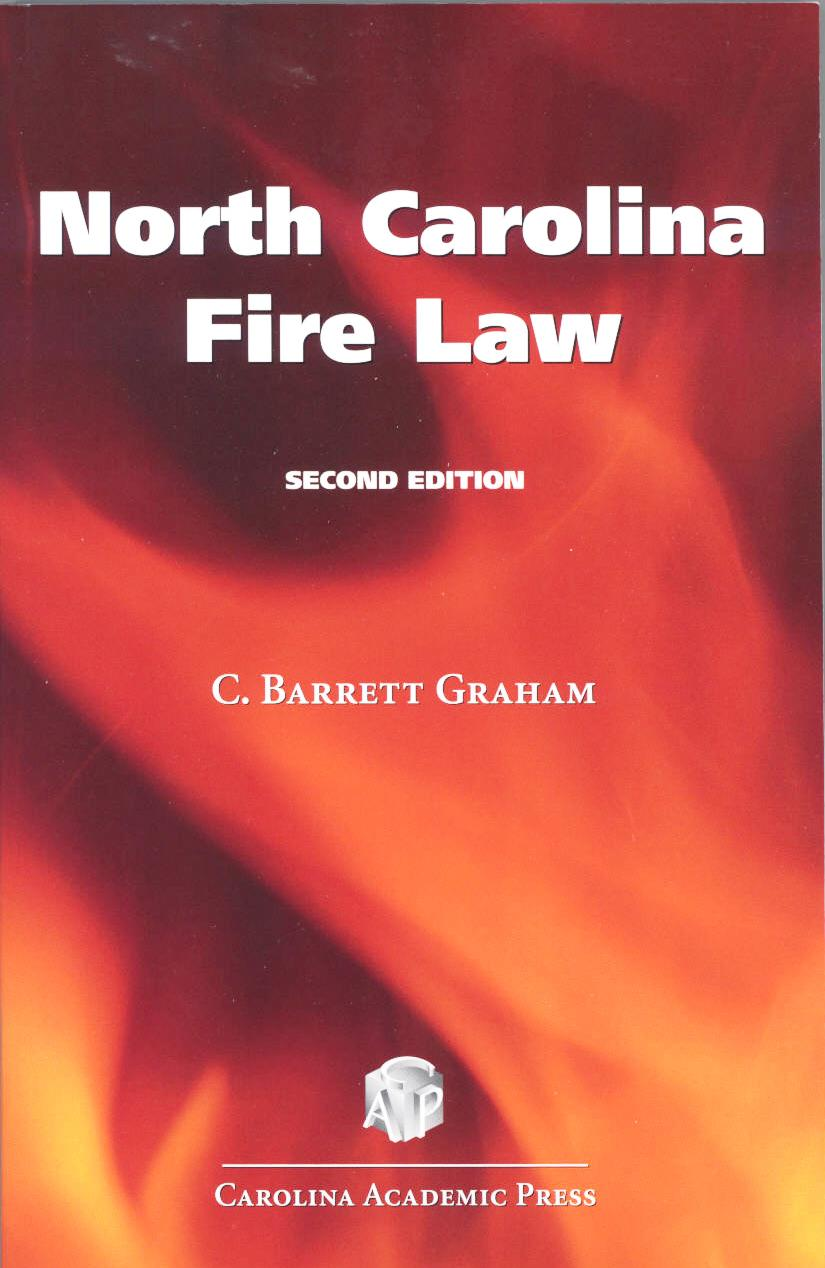 North Carolina
Fire Law
SECOND EDITION
C. BARRETT GRAHAM
CAP
CAROLINA ACADEMIC PRESS